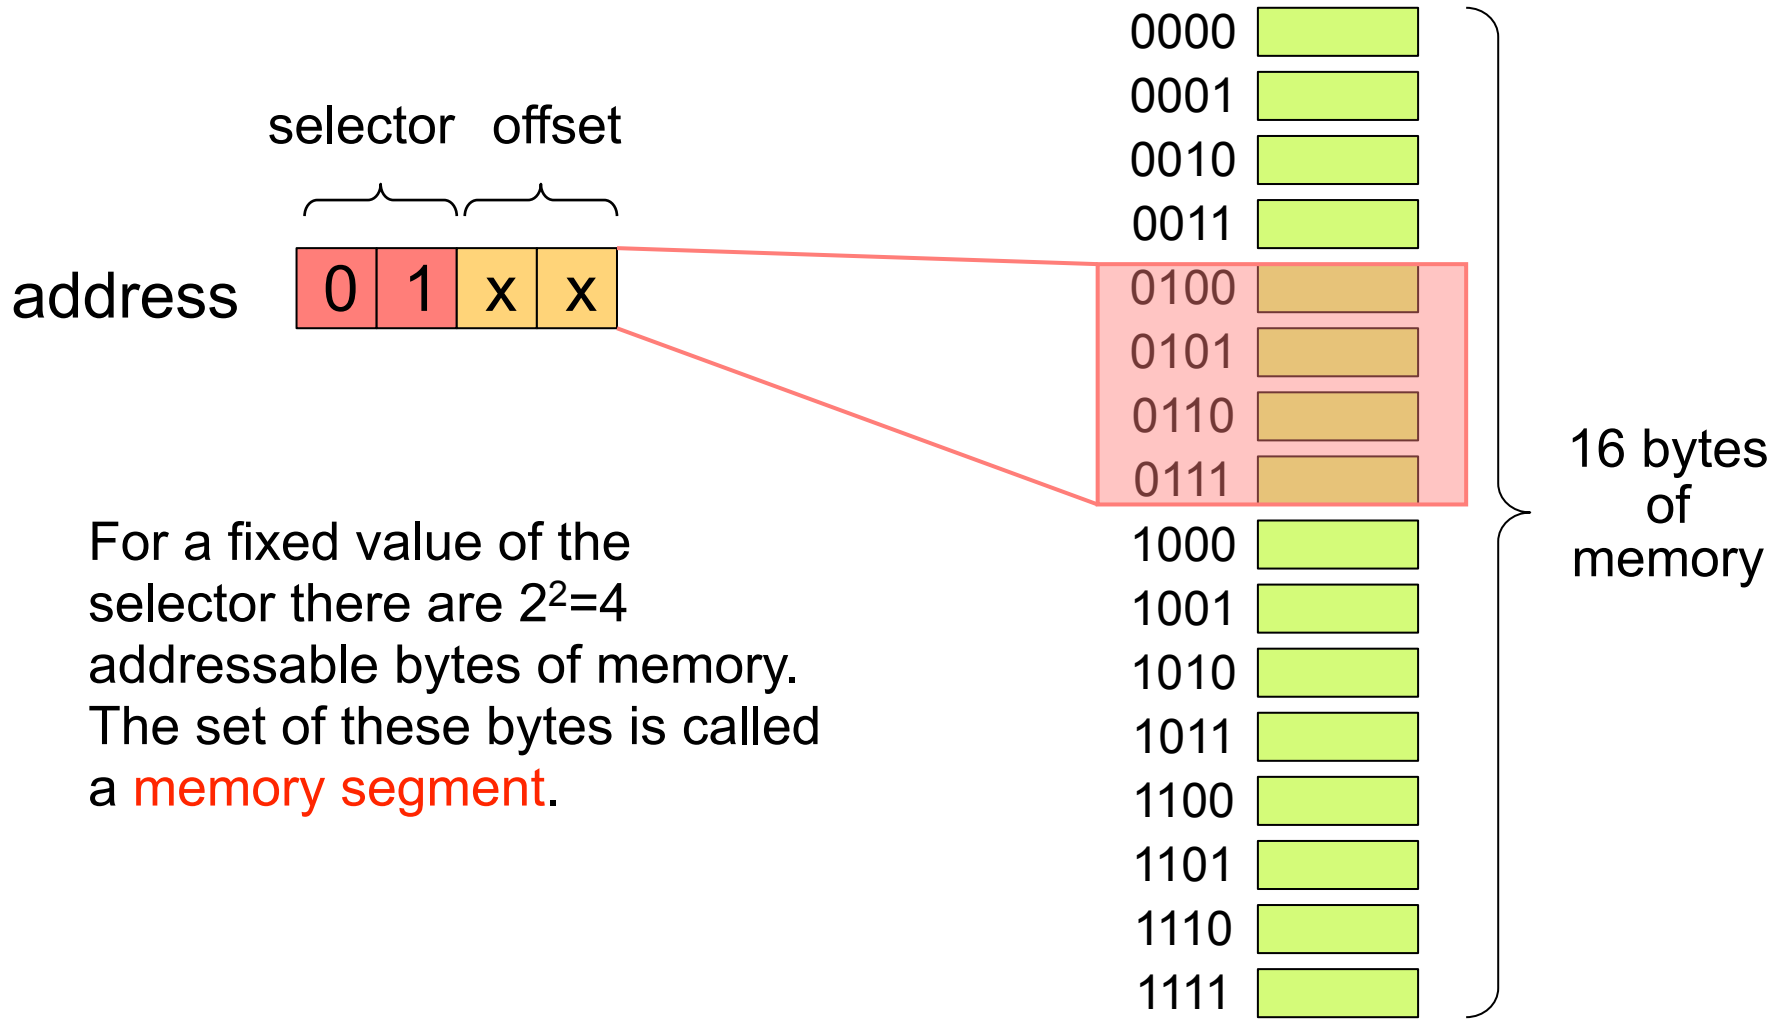 selector offset
address 0 1 x x
For a fixed value of the
selector there are 2²=4
addressable bytes of memory.
The set of these bytes is called
a memory segment.
0000
0001
0010
0011
0100
0101
0110
0111
1000
1001
1010
1011
1100
1101
1110
1111
16 bytes
of
memory